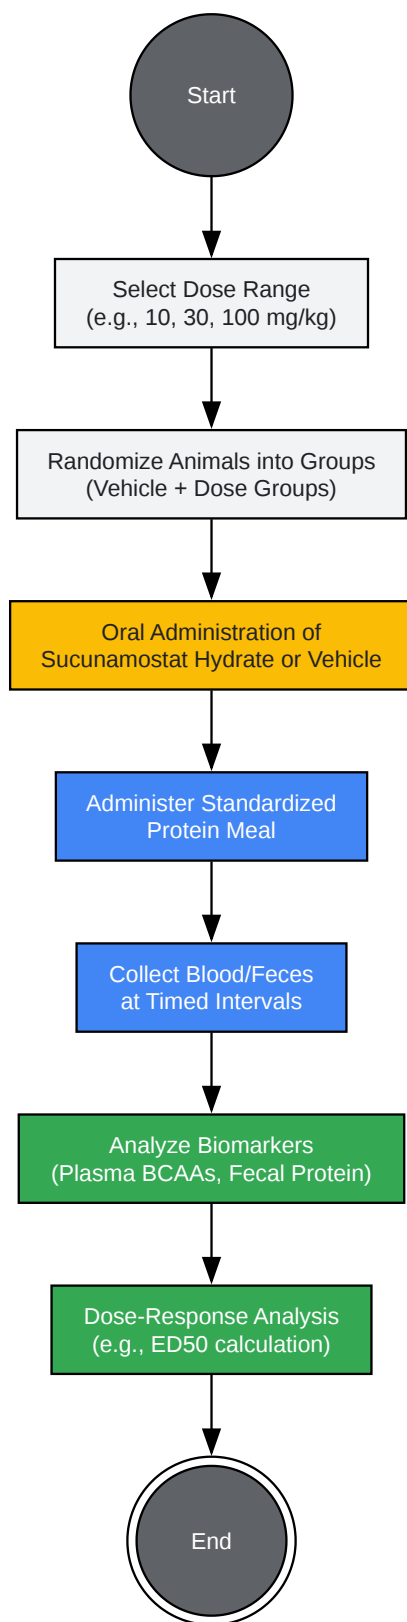 Start
Select Dose Range
(e.g., 10, 30, 100 mg/kg)
Randomize Animals into Groups
(Vehicle + Dose Groups)
Oral Administration of
Sucunamostat Hydrate or Vehicle
Administer Standardized
Protein Meal
Collect Blood/Feces
at Timed Intervals
Analyze Biomarkers
(Plasma BCAAs, Fecal Protein)
Dose-Response Analysis
(e.g., ED50 calculation)
End